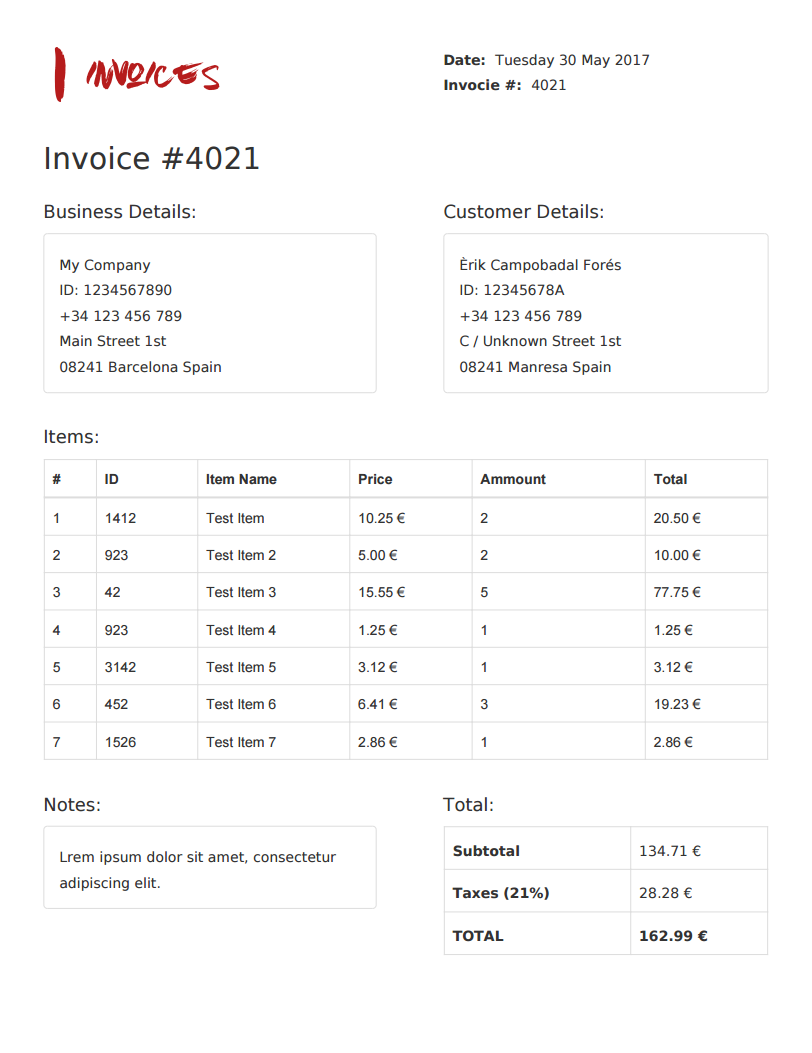 INVOICES
Date: Tuesday 30 May 2017
Invocie #: 4021
Invoice #4021
Business Details:
My Company
ID: 1234567890
+34 123 456 789
Main Street 1st
08241 Barcelona Spain
Customer Details:
Èrik Campobadal Forés
ID: 12345678A
+34 123 456 789
C / Unknown Street 1st
08241 Manresa Spain
Items:
# ID Item Name Price Ammount Total
1 1412 Test Item 10.25 € 2 20.50 €
2 923 Test Item 2 5.00 € 2 10.00 €
3 42 Test Item 3 15.55 € 5 77.75 €
4 923 Test Item 4 1.25 € 1 1.25 €
5 3142 Test Item 5 3.12 € 1 3.12 €
6 452 Test Item 6 6.41 € 3 19.23 €
7 1526 Test Item 7 2.86 € 1 2.86 €
Notes:
Lrem ipsum dolor sit amet, consectetur
adipiscing elit.
Total:
Subtotal 134.71 €
Taxes (21%) 28.28 €
TOTAL 162.99 €